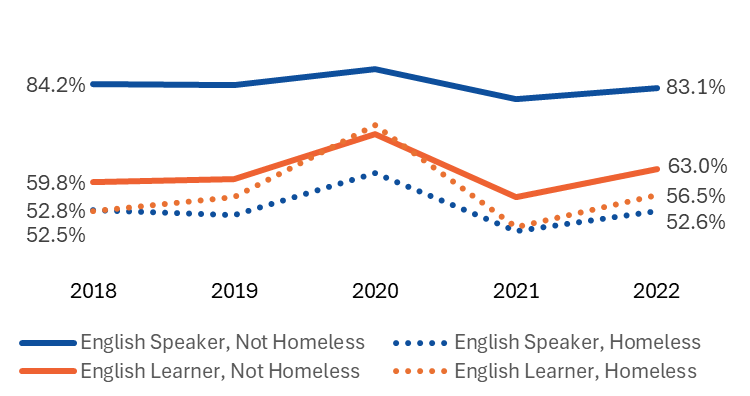 84.2%
83.1%
59.8%
63.0%
52.8%
56.5%
52.5%
52.6%
2018 2019 2020 2021 2022
English Speaker, Not Homeless English Speaker, Homeless
English Learner, Not Homeless English Learner, Homeless